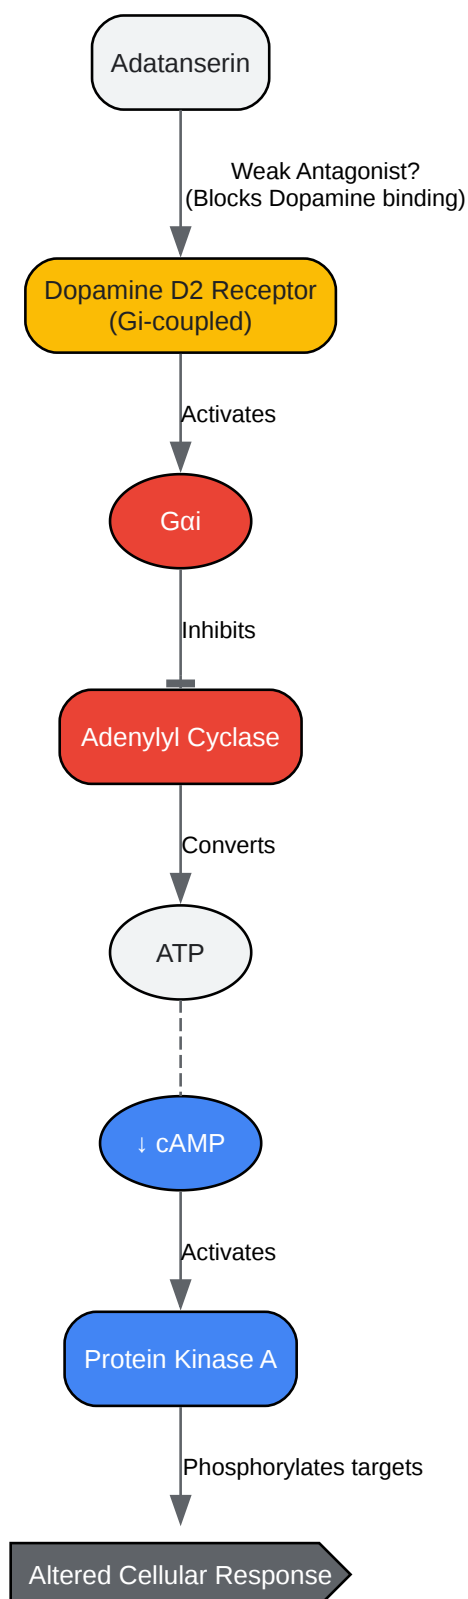 Adatanserin
Weak Antagonist?
(Blocks Dopamine binding)
Dopamine D2 Receptor
(Gi-coupled)
Activates
Gαi
Inhibits
Adenylyl Cyclase
Converts
ATP
↓ cAMP
Activates
Protein Kinase A
Phosphorylates targets
Altered Cellular Response